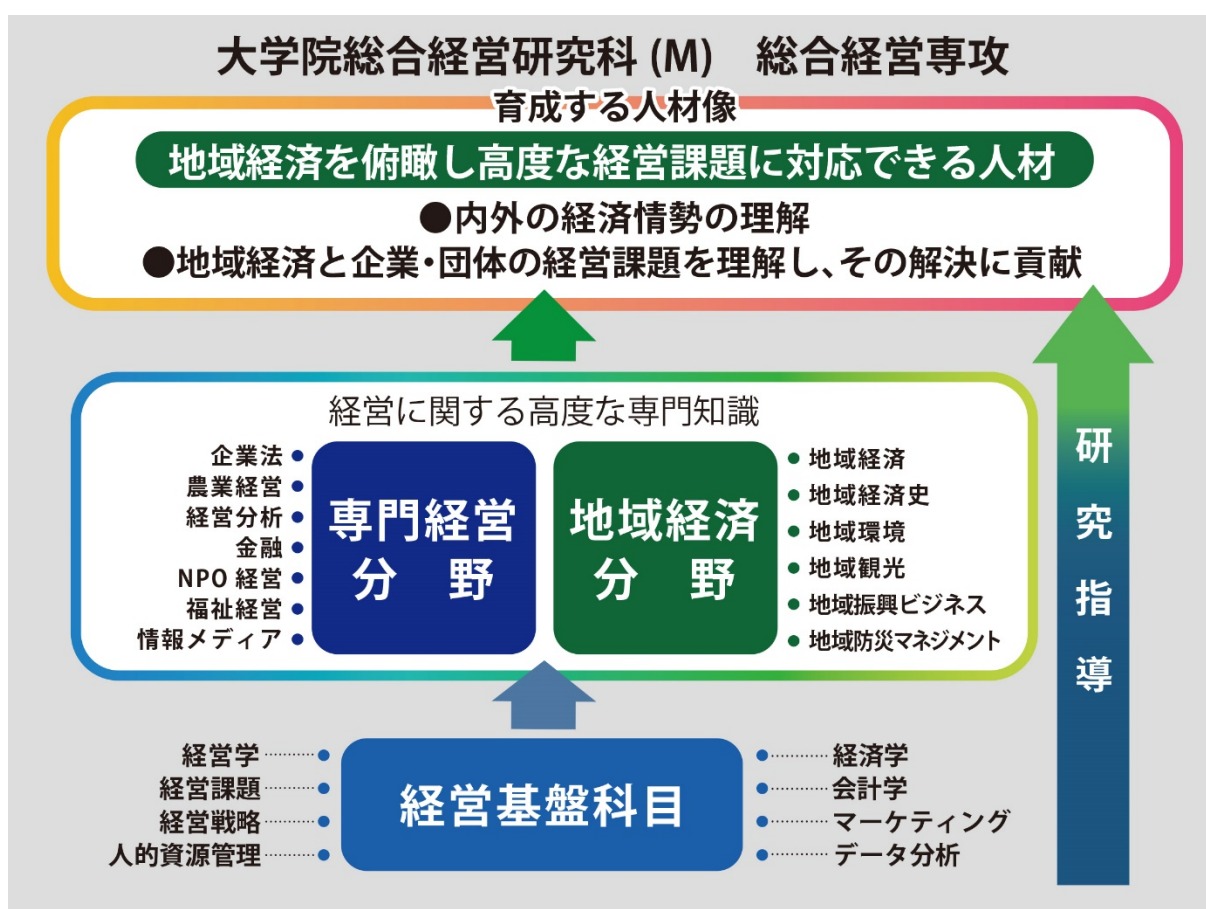 大学院総合経営研究科 (M)　総合経営専攻
育成する人材像
地域経済を俯瞰し高度な経営課題に対応できる人材
●内外の経済情勢の理解
●地域経済と企業・団体の経営課題を理解し、その解決に貢献
経営に関する高度な専門知識
企業法
農業経営
経営分析
金融
NPO 経営
福祉経営
情報メディア
専門経営
分　野
地域経済
分　野
地域経済
地域経済史
地域環境
地域観光
地域振興ビジネス
地域防災マネジメント
経営学
経営課題
経営戦略
人的資源管理
経営基盤科目
経済学
会計学
マーケティング
データ分析
研究指導